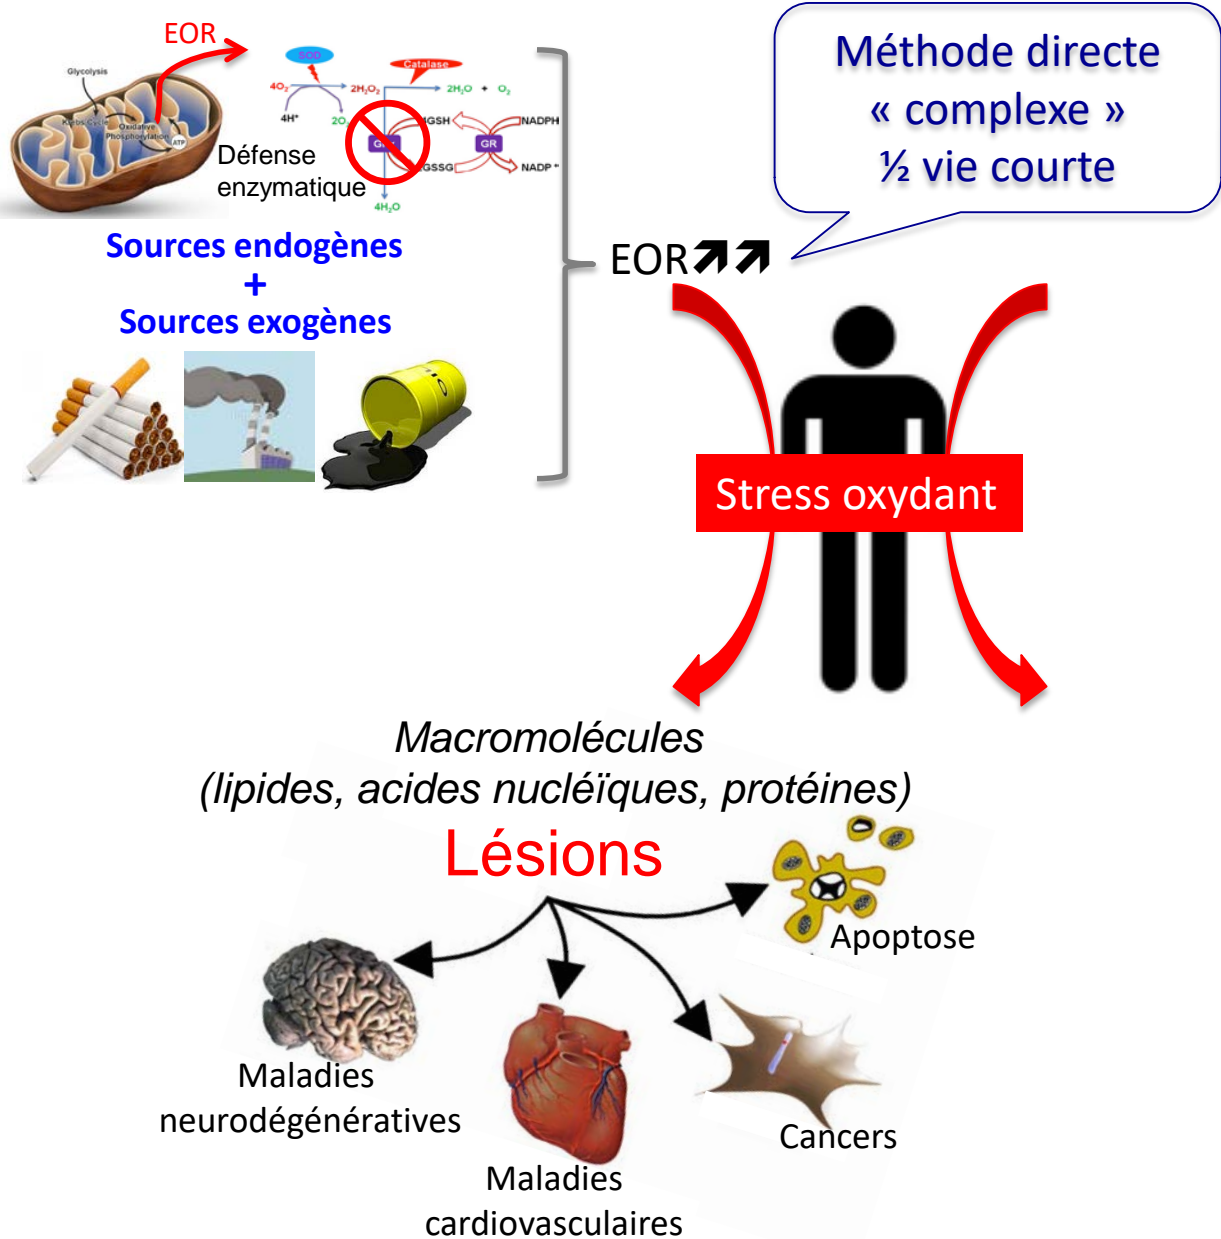 EOR
Glycolysis
Krebs Cycle
Oxidative
Phosphorylation
ATP
SOD
Catalase
4O₂
2H₂O₂
2H₂O + O₂
4H⁺
2O₂
GSH
NADPH
GR
GSSG
NADP⁺
4H₂O
Défense
enzymatique
Sources endogènes
+
Sources exogènes
EOR
Méthode directe
« complexe »
½ vie courte
Stress oxydant
Macromolécules
(lipides, acides nucléïques, protéines)
Lésions
Apoptose
Maladies
neurodégénératives
Maladies
cardiovasculaires
Cancers